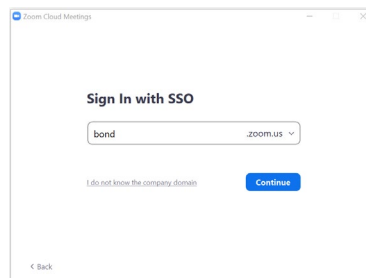 Zoom Cloud Meetings
Sign In with SSO
bond .zoom.us
I do not know the company domain
Continue
Back